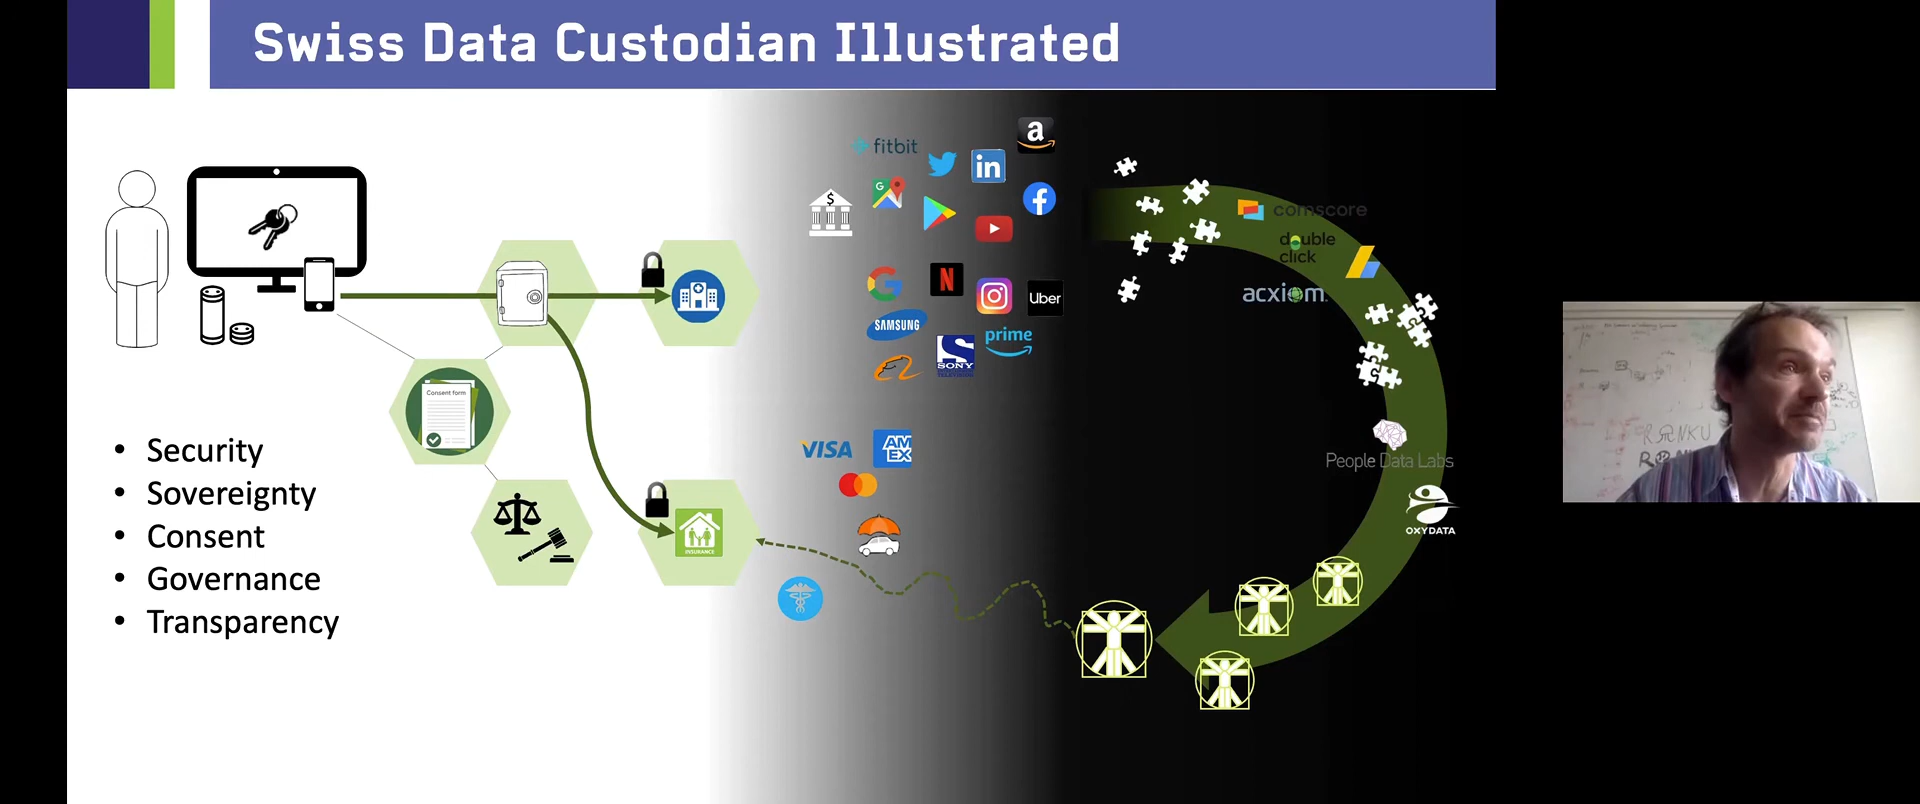 Swiss Data Custodian Illustrated
fitbit
a
in
G
$
f
comscore
double
click
acxiom
G
N
Uber
SAMSUNG
prime
S
SONY
Consent form
VISA
AM
EX
People Data Labs
OXYDATA
INSURANCE
• Security
• Sovereignty
• Consent
• Governance
• Transparency